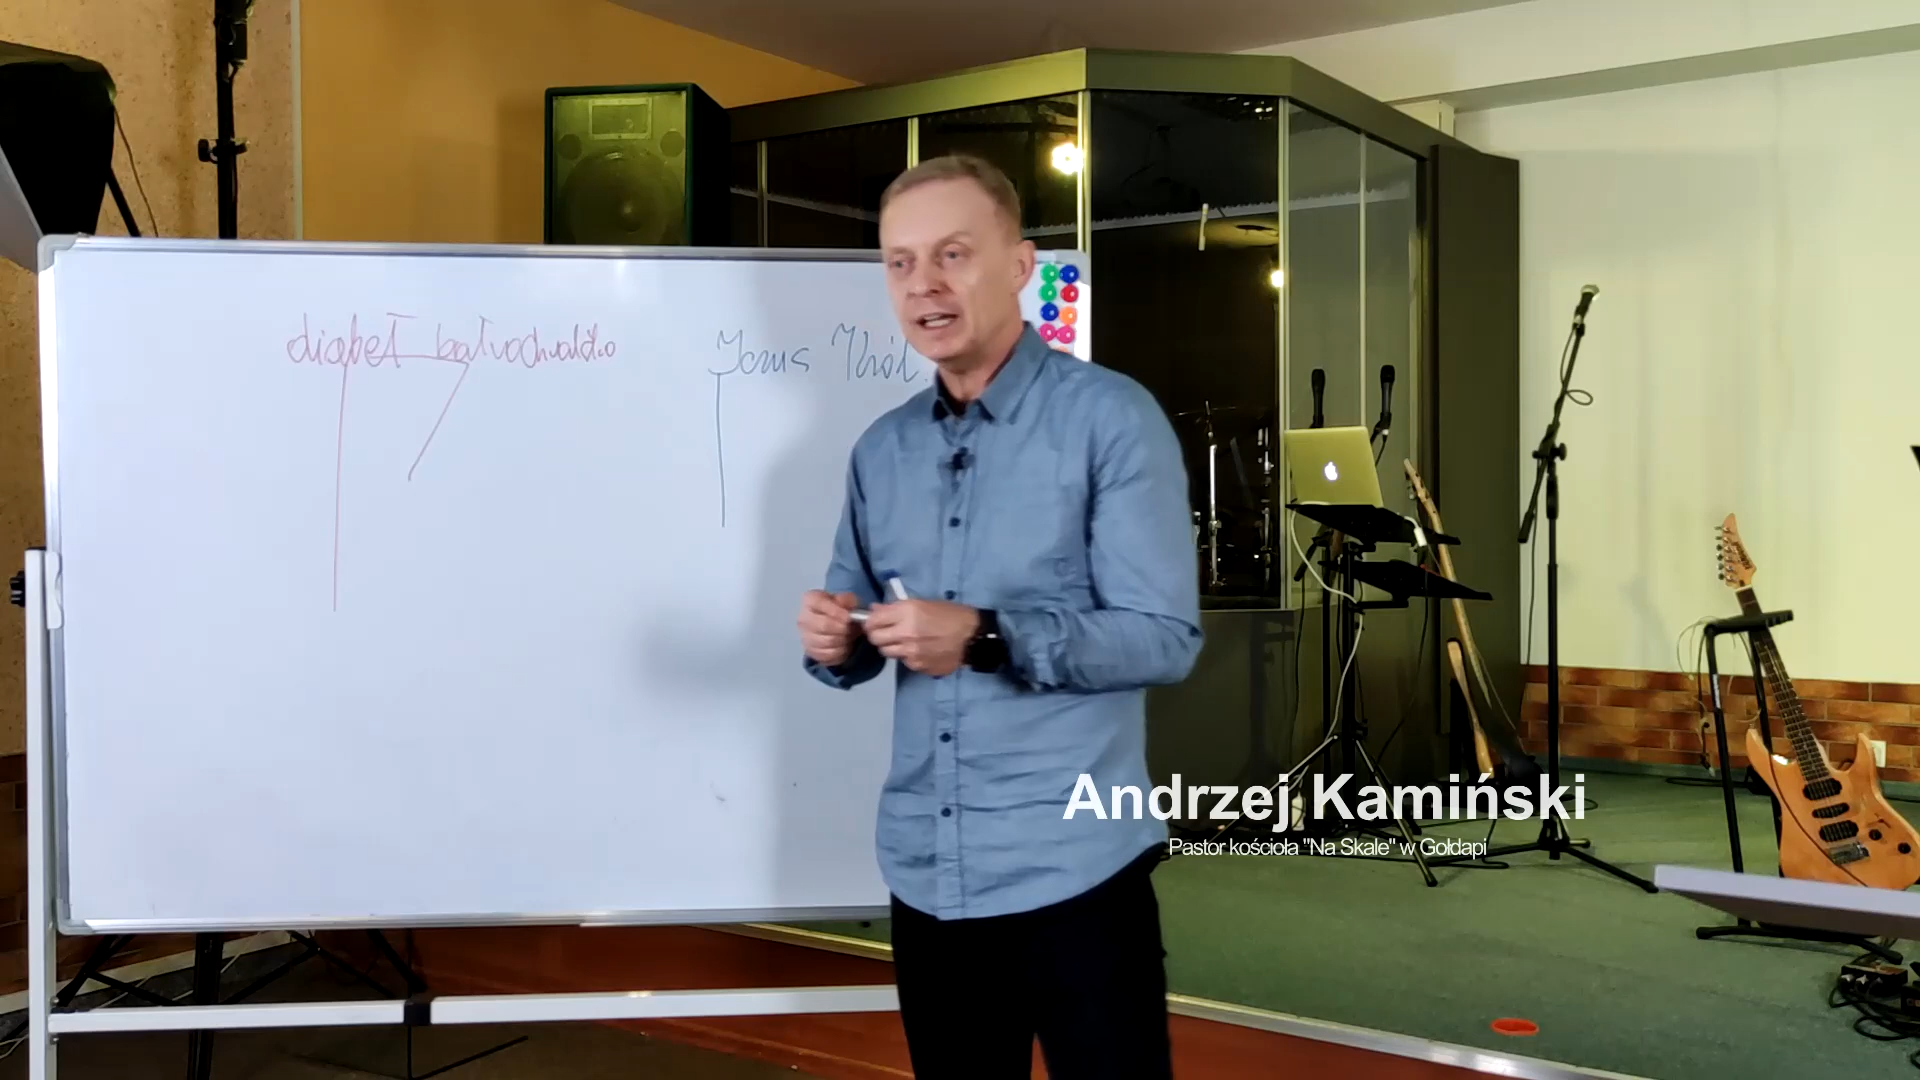 diabeł bałwochwalstwo
Jezus Król.
Andrzej Kamiński
Pastor kościoła "Na Skale" w Gołdapi